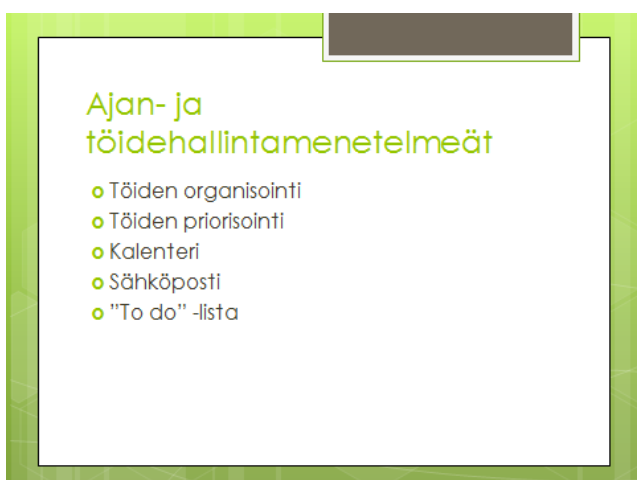 Ajan- ja
töidehallintamenetelmeät
Töiden organisointi
Töiden priorisointi
Kalenteri
Sähköposti
”To do” -lista